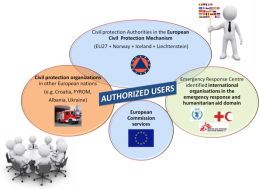 Civil protection Authorities in the European
Civil Protection Mechanism
(EU27 + Norway + Iceland + Liechtenstein)
Civil protection organizations
in other European nations
(e.g. Croatia, FYROM,
Albania, Ukraine)
AUTHORIZED USERS
Emergency Response Centre
identified international
organisations in the
emergency response and
humanitarian aid domain
European
Commission
services